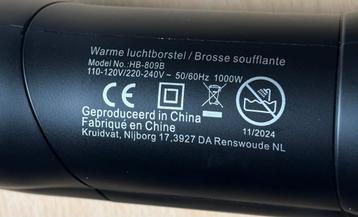 Warme luchtborstel / Brosse soufflante
Model No.:HB-809B
110-120V/220-240V ~ 50/60Hz 1000W
CE
11/2024
Geproduceerd in China
Fabriqué en Chine
Kruidvat, Nijborg 17,3927 DA Renswoude NL